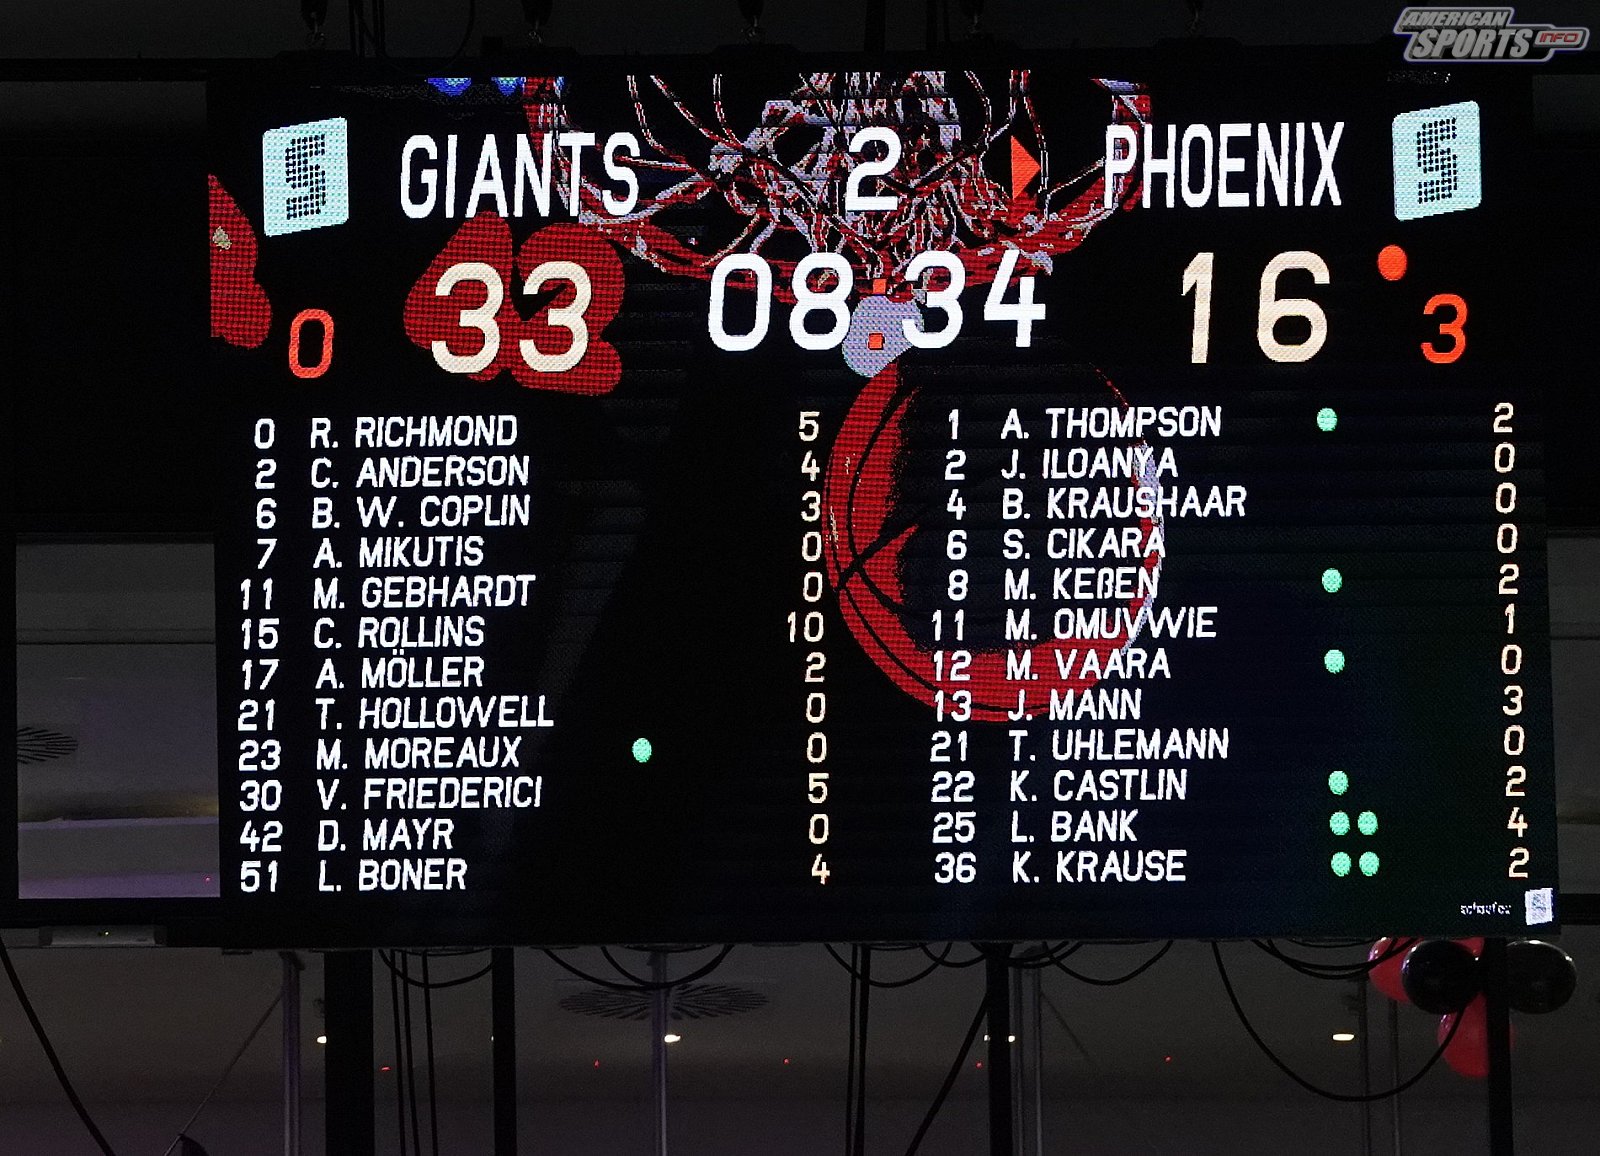 AMERICAN
SPORTS INFO
GIANTS 2 PHOENIX
0 33 08:34 16 3
0 R. RICHMOND 5
2 C. ANDERSON 4
6 B. W. COPLIN 3
7 A. MIKUTIS 0
11 M. GEBHARDT 0
15 C. ROLLINS 10
17 A. MÖLLER 2
21 T. HOLLOWELL 0
23 M. MOREAUX 0
30 V. FRIEDERICI 5
42 D. MAYR 0
51 L. BONER 4
1 A. THOMPSON 2
2 J. ILOANYA 0
4 B. KRAUSHAAR 0
6 S. CIKARA 0
8 M. KEßEN 2
11 M. OMUVWIE 1
12 M. VAARA 0
13 J. MANN 3
21 T. UHLEMANN 0
22 K. CASTLIN 2
25 L. BANK 4
36 K. KRAUSE 2